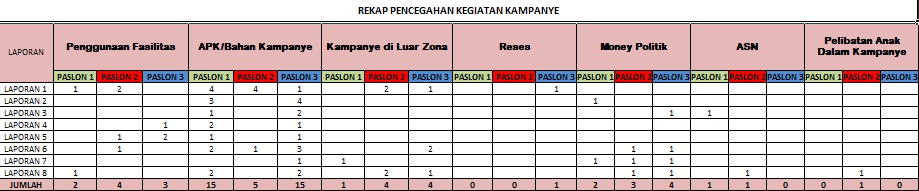 REKAP PENCEGAHAN KEGIATAN KAMPANYE
LAPORAN Penggunaan Fasilitas APK/Bahan Kampanye Kampanye di Luar Zona Reses Money Politik ASN Pelibatan Anak Dalam Kampanye
PASLON 1 PASLON 2 PASLON 3 PASLON 1 PASLON 2 PASLON 3 PASLON 1 PASLON 2 PASLON 3 PASLON 1 PASLON 2 PASLON 3 PASLON 1 PASLON 2 PASLON 3 PASLON 1 PASLON 2 PASLON 3 PASLON 1 PASLON 2 PASLON 3
LAPORAN 1 1 2 4 4 1 2 1 1
LAPORAN 2 3 4 1
LAPORAN 3 1 2 1 1
LAPORAN 4 1 2 1
LAPORAN 5 1 2 1 1
LAPORAN 6 1 2 1 3 2 1 1
LAPORAN 7 1 1 1 1 1
LAPORAN 8 1 2 2 2 1 1 1 1 1
JUMLAH 2 4 3 15 5 15 1 4 4 0 0 1 2 3 4 1 1 0 0 1 0